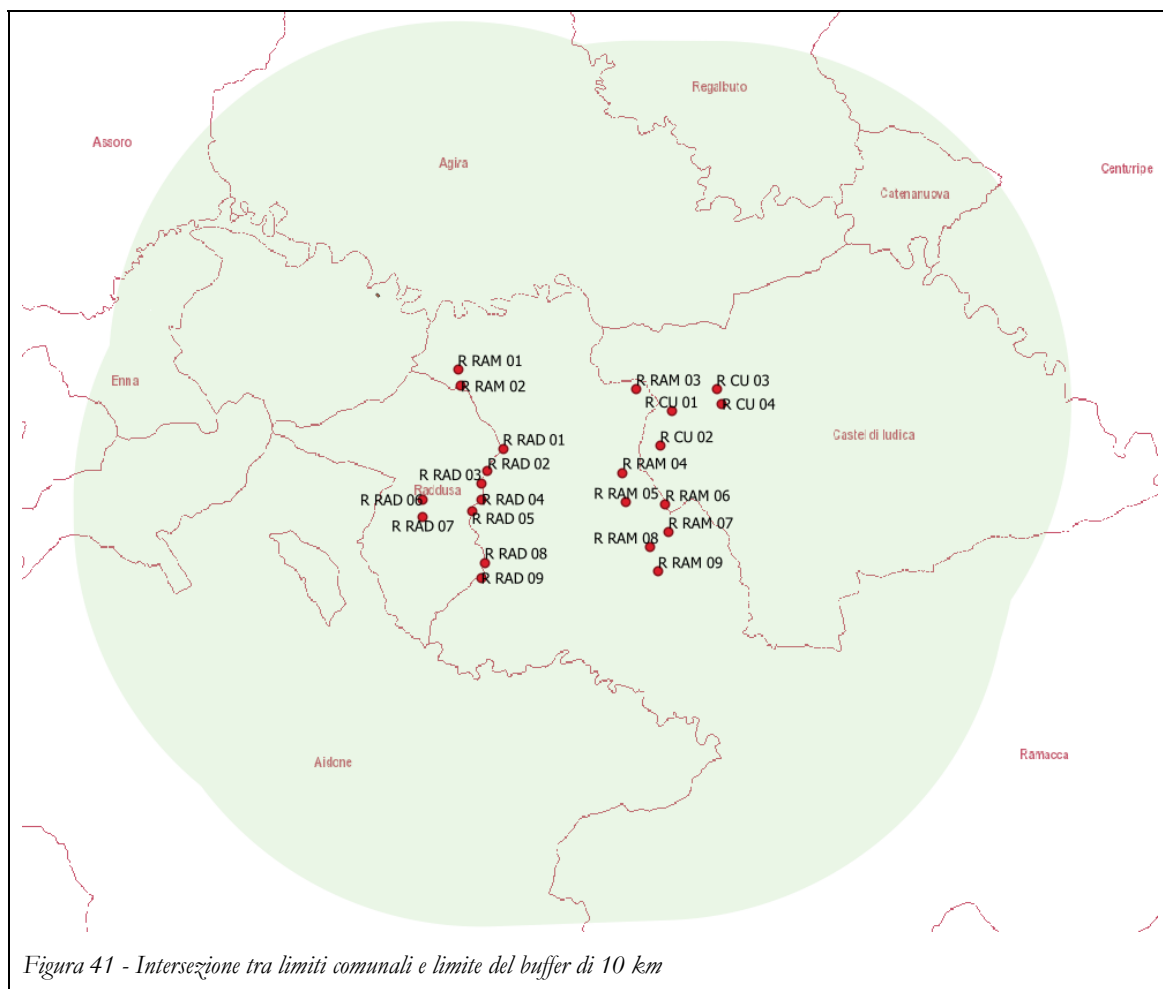 Regalbuto
Assoro
Agira
Centuripe
Catenanuova
R RAM 01
Enna
R RAM 02
R RAM 03
R CU 03
R CU 01
R CU 04
Castel di Iudica
R RAD 01
R CU 02
R RAD 02
R RAD 03
R RAM 04
Raddusa
R RAD 06
R RAD 04
R RAM 05
R RAM 06
R RAD 07
R RAD 05
R RAM 07
R RAM 08
R RAD 08
R RAM 09
R RAD 09
Aidone
Ramacca
Figura 41 - Intersezione tra limiti comunali e limite del buffer di 10 km